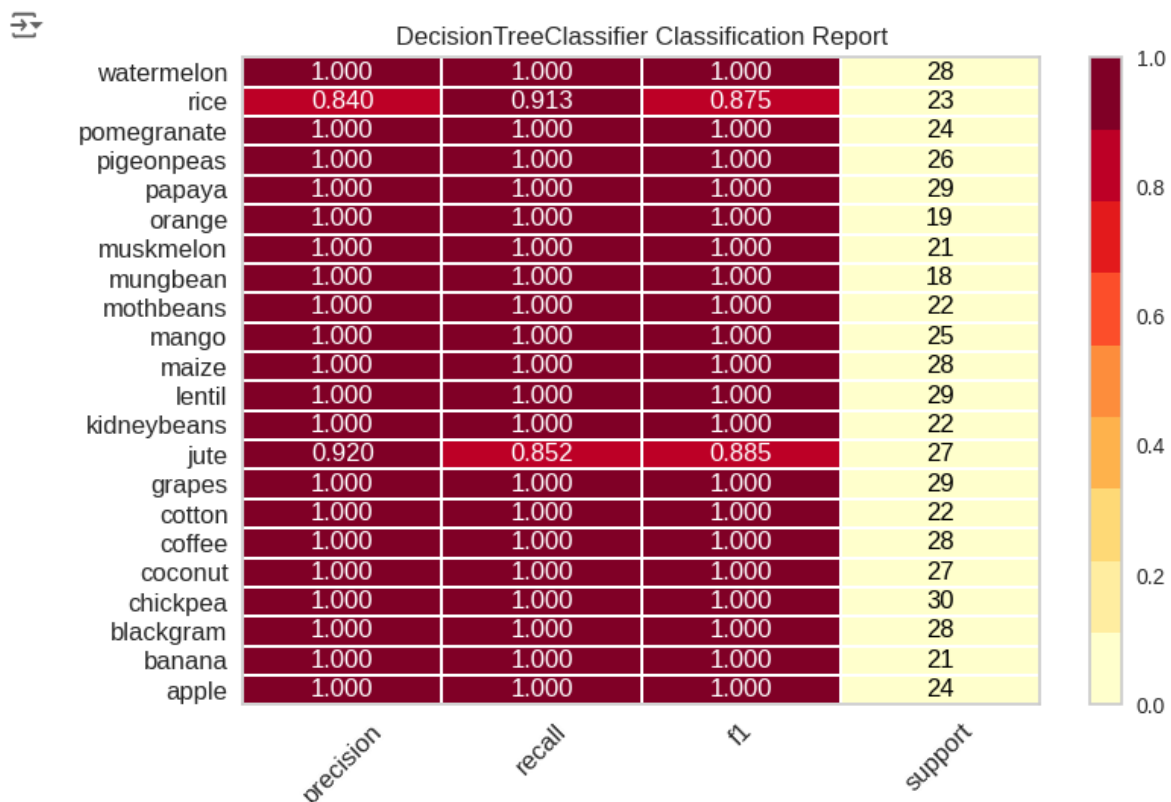 DecisionTreeClassifier Classification Report
watermelon 1.000 1.000 1.000 28
rice 0.840 0.913 0.875 23
pomegranate 1.000 1.000 1.000 24
pigeonpeas 1.000 1.000 1.000 26
papaya 1.000 1.000 1.000 29
orange 1.000 1.000 1.000 19
muskmelon 1.000 1.000 1.000 21
mungbean 1.000 1.000 1.000 18
mothbeans 1.000 1.000 1.000 22
mango 1.000 1.000 1.000 25
maize 1.000 1.000 1.000 28
lentil 1.000 1.000 1.000 29
kidneybeans 1.000 1.000 1.000 22
jute 0.920 0.852 0.885 27
grapes 1.000 1.000 1.000 29
cotton 1.000 1.000 1.000 22
coffee 1.000 1.000 1.000 28
coconut 1.000 1.000 1.000 27
chickpea 1.000 1.000 1.000 30
blackgram 1.000 1.000 1.000 28
banana 1.000 1.000 1.000 21
apple 1.000 1.000 1.000 24
precision recall f1 support
1.0
0.8
0.6
0.4
0.2
0.0